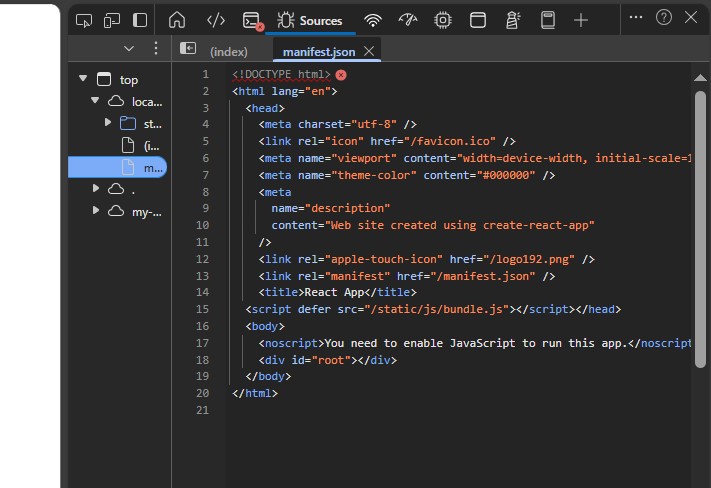 Sources
(index)
manifest.json
top
loca...
st...
(i...
m...
.
my-...
1 <!DOCTYPE html>
2 <html lang="en">
3 <head>
4 <meta charset="utf-8" />
5 <link rel="icon" href="/favicon.ico" />
6 <meta name="viewport" content="width=device-width, initial-scale=1
7 <meta name="theme-color" content="#000000" />
8 <meta
9 name="description"
10 content="Web site created using create-react-app"
11 />
12 <link rel="apple-touch-icon" href="/logo192.png" />
13 <link rel="manifest" href="/manifest.json" />
14 <title>React App</title>
15 <script defer src="/static/js/bundle.js"></script></head>
16 <body>
17 <noscript>You need to enable JavaScript to run this app.</noscript
18 <div id="root"></div>
19 </body>
20 </html>
21